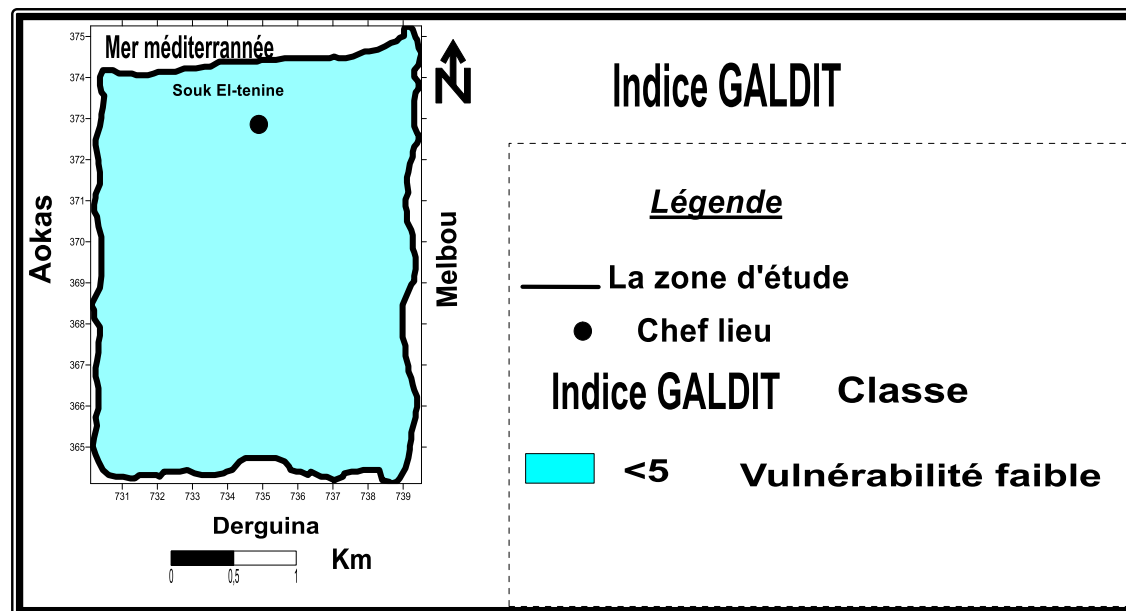 Mer méditerrannée
Souk El-tenine
N
Aokas
Melbou
375
374
373
372
371
370
369
368
367
366
365
731 732 733 734 735 736 737 738 739
Derguina
0 0,5 1 Km
Indice GALDIT
Légende
La zone d'étude
Chef lieu
Indice GALDIT Classe
<5 Vulnérabilité faible